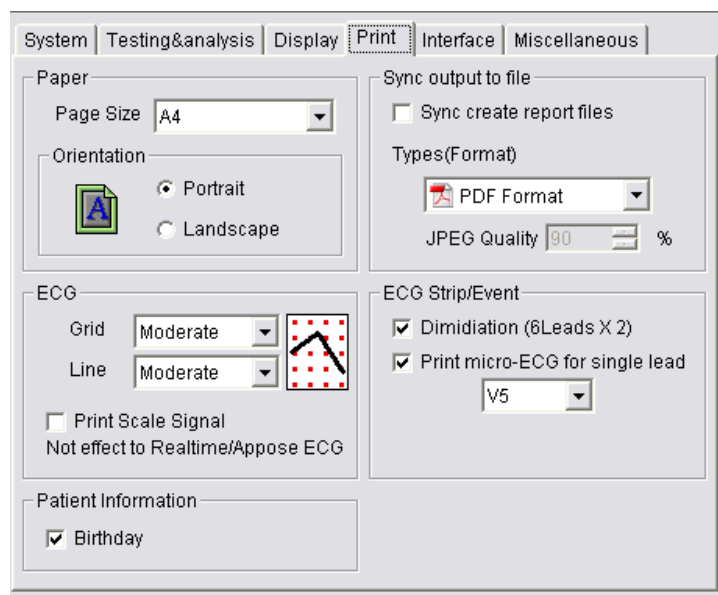 System Testing&analysis Display Print Interface Miscellaneous
Paper
Page Size A4
Orientation
A
Portrait
Landscape
Sync output to file
Sync create report files
Types(Format)
PDF Format
JPEG Quality 90 %
ECG
Grid Moderate
Line Moderate
Print Scale Signal
Not effect to Realtime/Appose ECG
ECG Strip/Event
Dimidiation (6Leads X 2)
Print micro-ECG for single lead
V5
Patient Information
Birthday